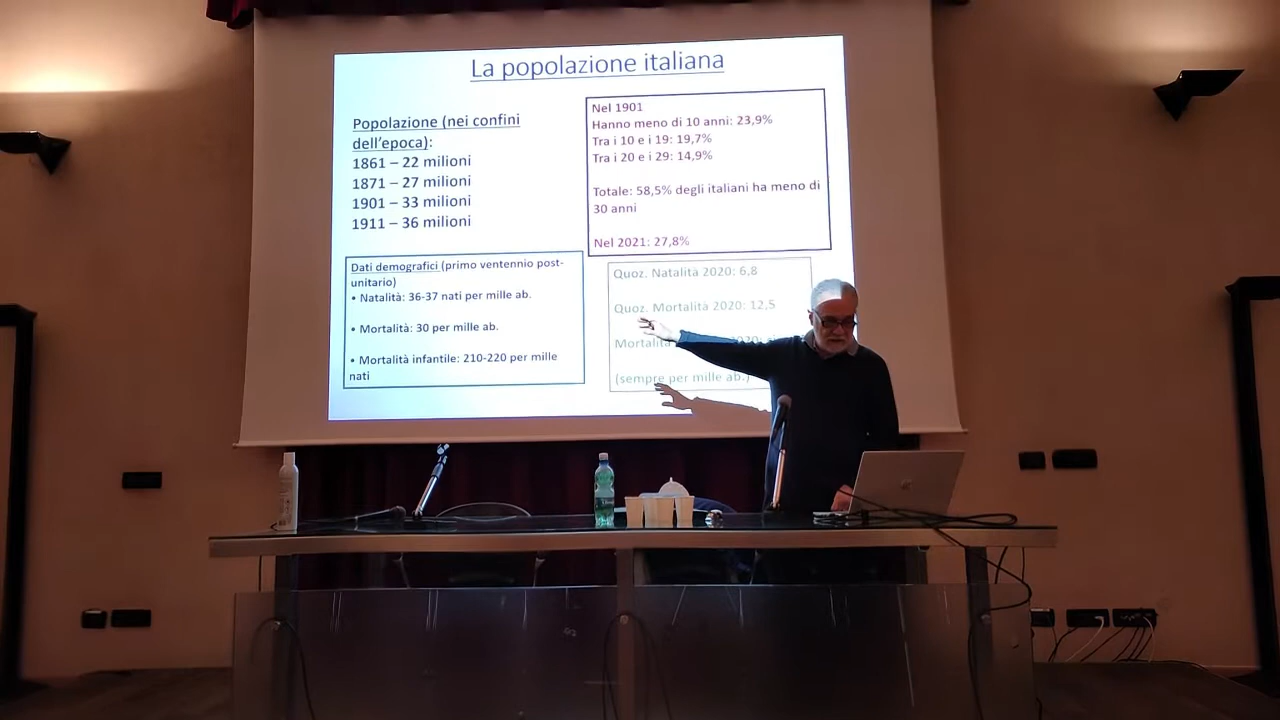 La popolazione italiana
Popolazione (nei confini
dell'epoca):
1861 – 22 milioni
1871 – 27 milioni
1901 – 33 milioni
1911 – 36 milioni
Nel 1901
Hanno meno di 10 anni: 23,9%
Tra i 10 e i 19: 19,7%
Tra i 20 e i 29: 14,9%
Totale: 58,5% degli italiani ha meno di
30 anni
Nel 2021: 27,8%
Dati demografici (primo ventennio post-
unitario)
• Natalità: 36-37 nati per mille ab.
• Mortalità: 30 per mille ab.
• Mortalità infantile: 210-220 per mille
nati
Quoz. Natalità 2020: 6,8
Quoz. Mortalità 2020: 12,5
Mortalità 2020:
(sempre per mille ab.)